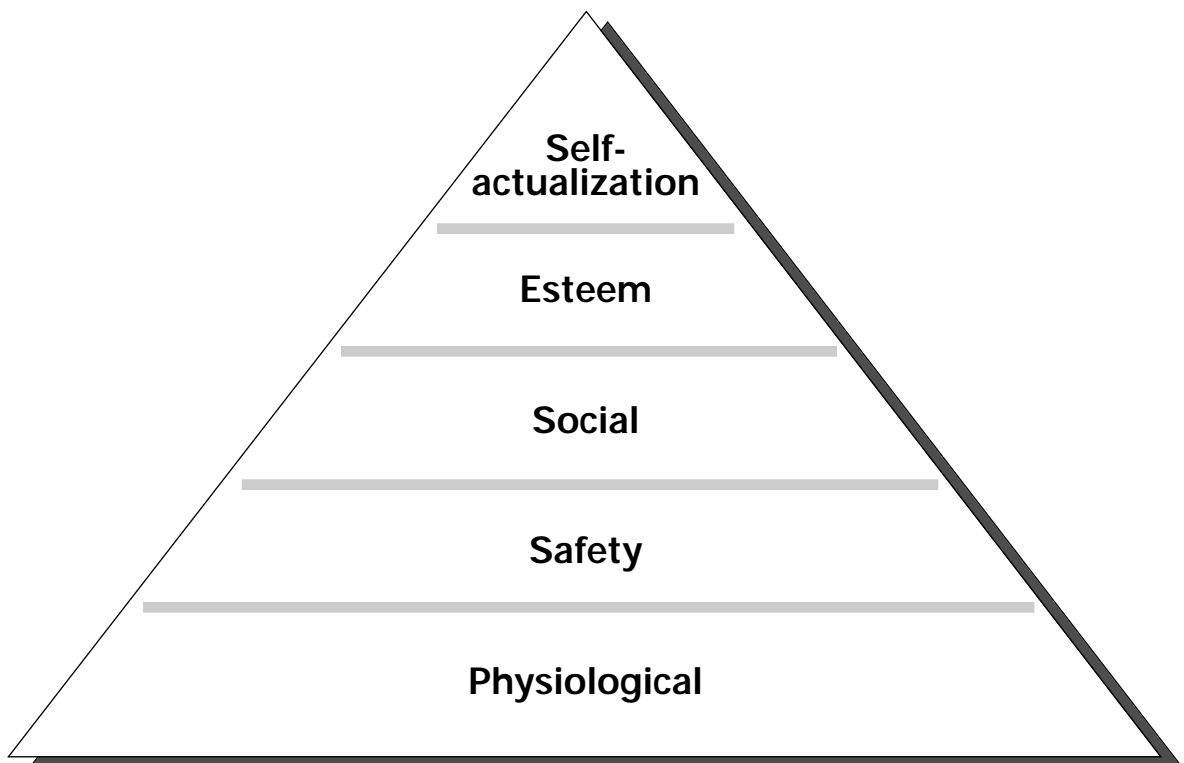 Self-
actualization
Esteem
Social
Safety
Physiological